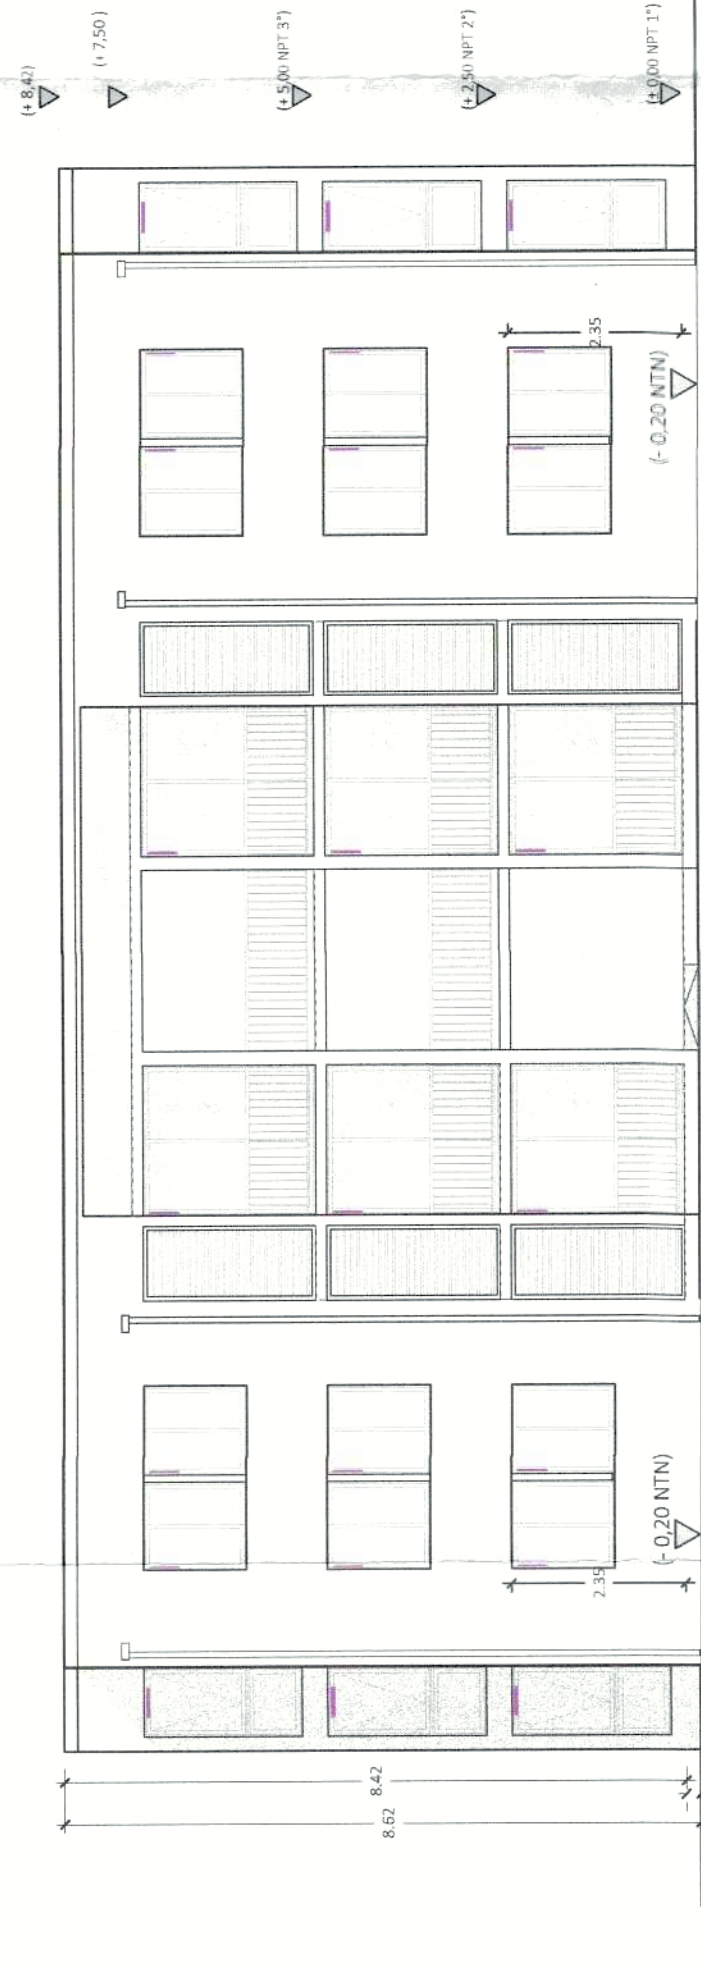 (+ 8,42)
(+ 7,50 )
(+ 5,00 NPT 3°)
(+ 2,50 NPT 2°)
(± 0,00 NPT 1°)
2.35
(- 0,20 NTN)
(- 0,20 NTN)
2.35
8.42
8.62